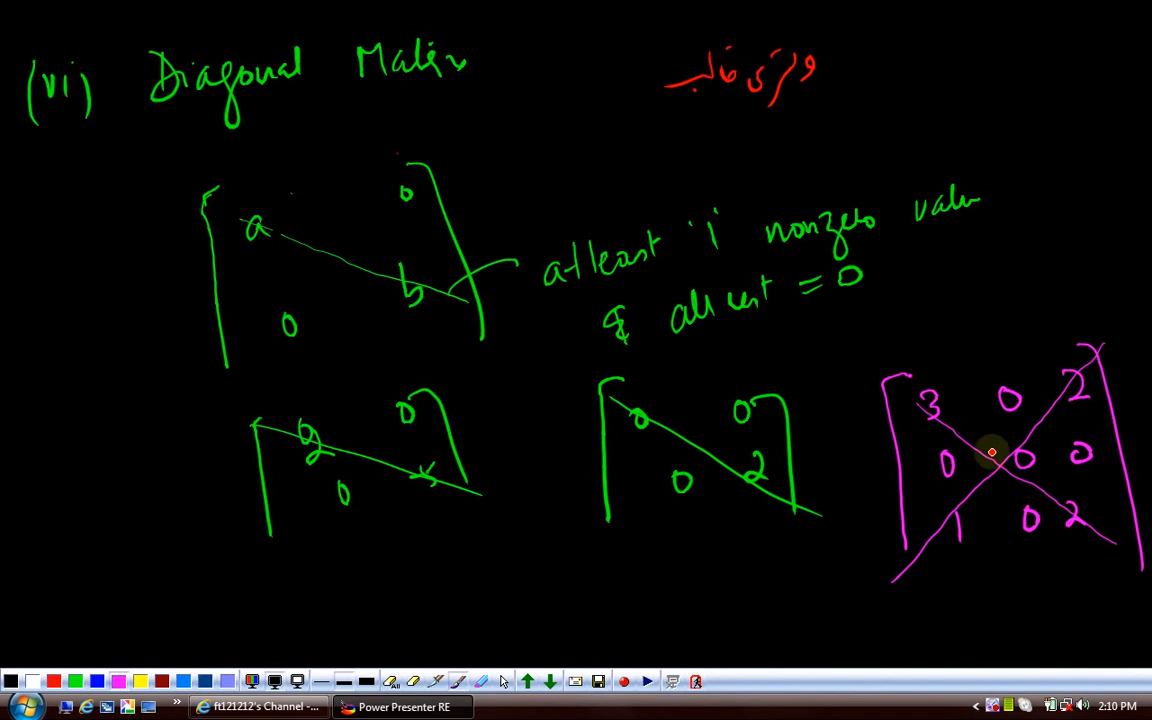 (vi) Diagonal Matrix
وتری قالب
a 0
0 b
atleast '1' nonzero value
& all rest = 0
0
0
0 0
0 2
3 0 2
0 0 0
1 0 2
ft121212's Channel -...
Power Presenter RE
2:10 PM